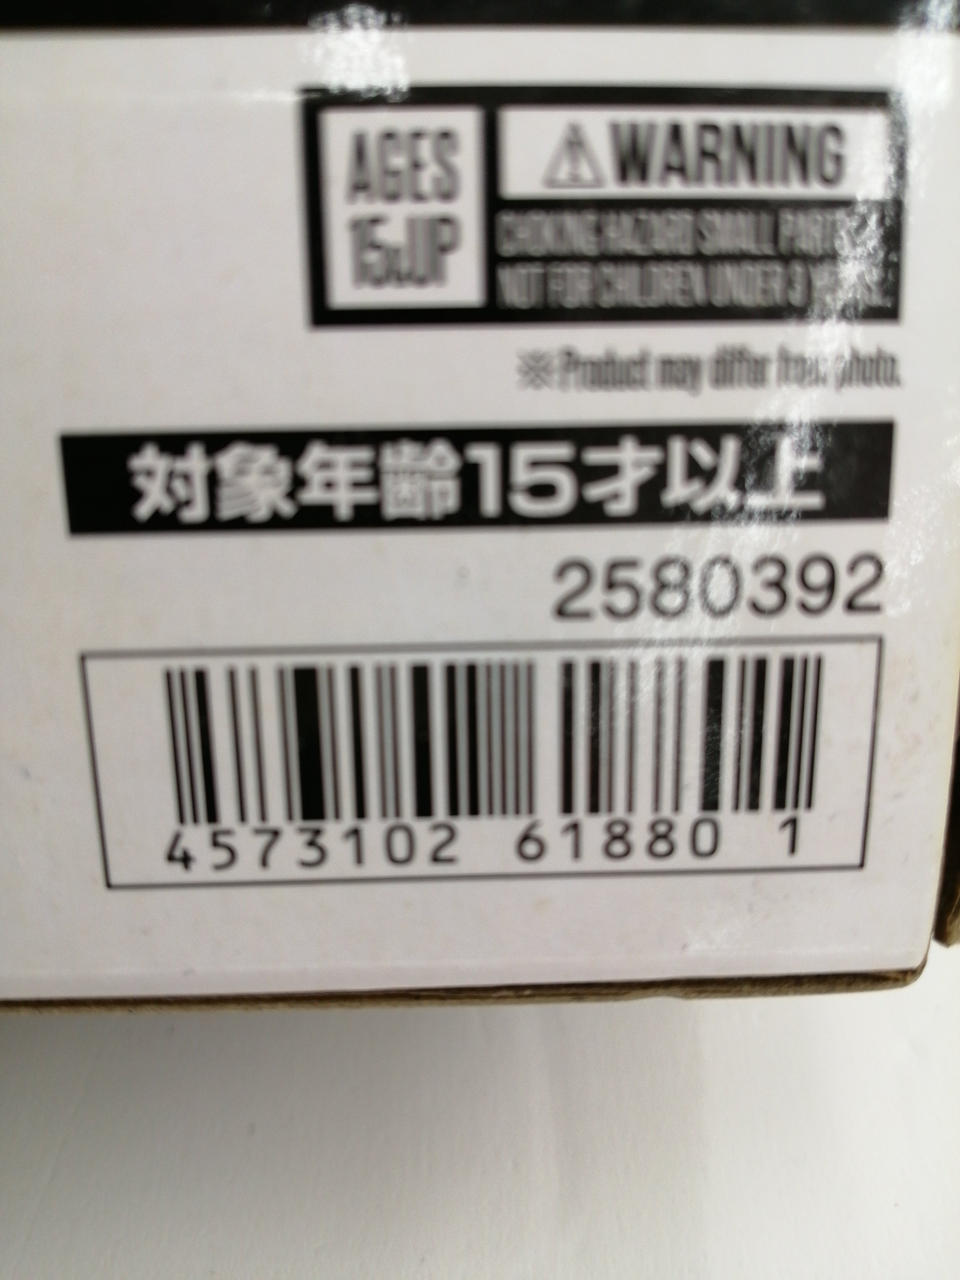 AGES
15&UP
⚠WARNING
CHOKING HAZARD SMALL PARTS
NOT FOR CHILDREN UNDER 3 YEARS.
※Product may differ from photo.
対象年齢15才以上
2580392
4573102 61880 1